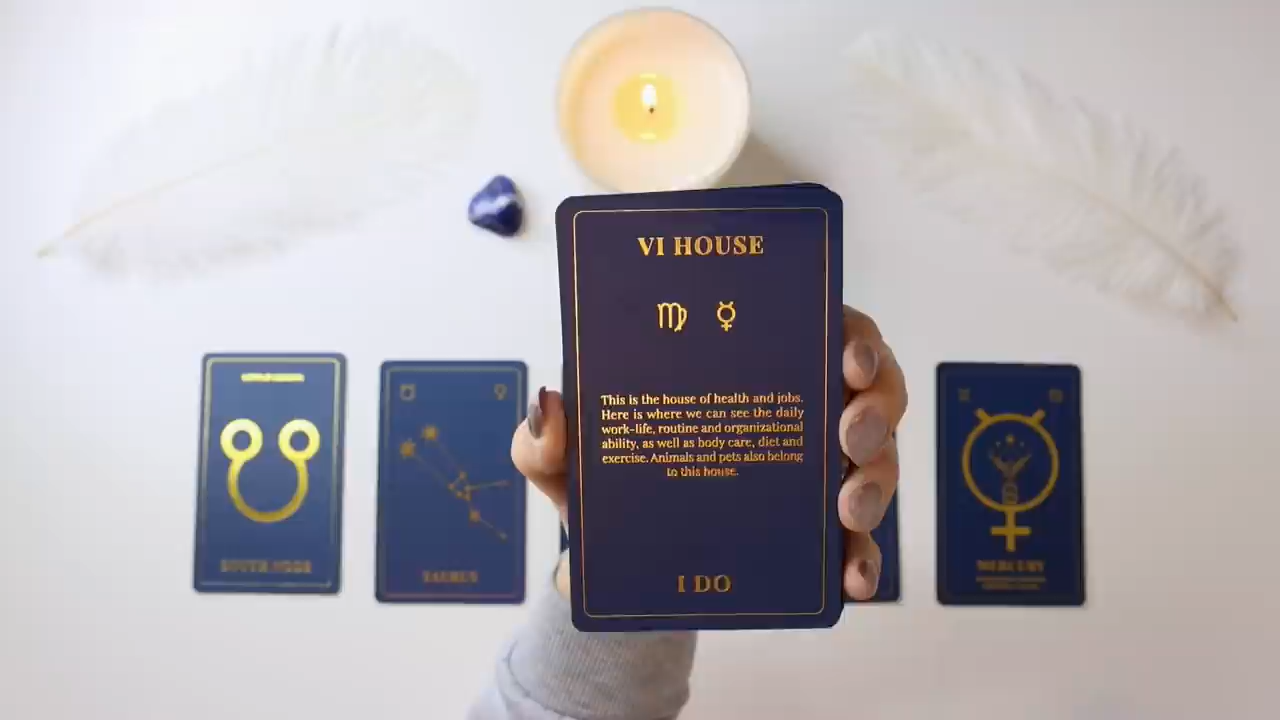 VI HOUSE
This is the house of health and jobs.
Here is where we can see the daily
work-life, routine and organizational
ability, as well as body care, diet and
exercise. Animals and pets also belong
to this house.
I DO
SOUTH NODE
TAURUS
MERCURY